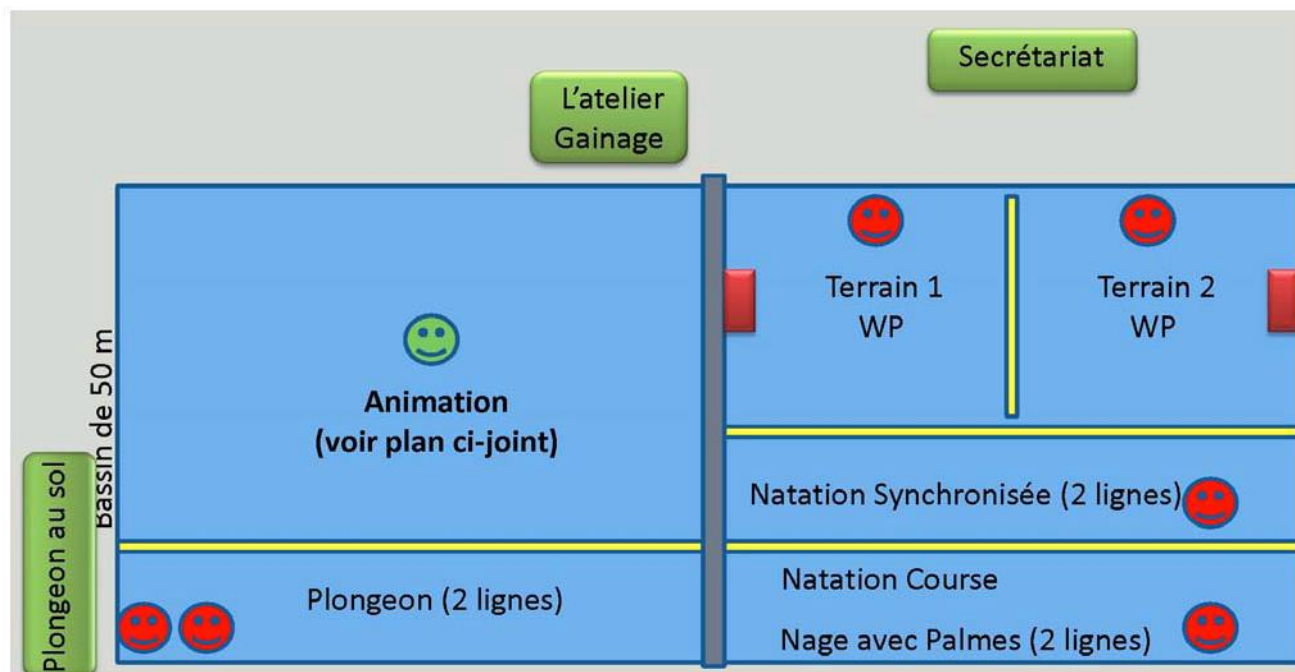 Secrétariat
L'atelier
Gainage
Terrain 1
WP
Terrain 2
WP
Bassin de 50 m
Animation
(voir plan ci-joint)
Natation Synchronisée (2 lignes)
Plongeon au sol
Plongeon (2 lignes)
Natation Course
Nage avec Palmes (2 lignes)